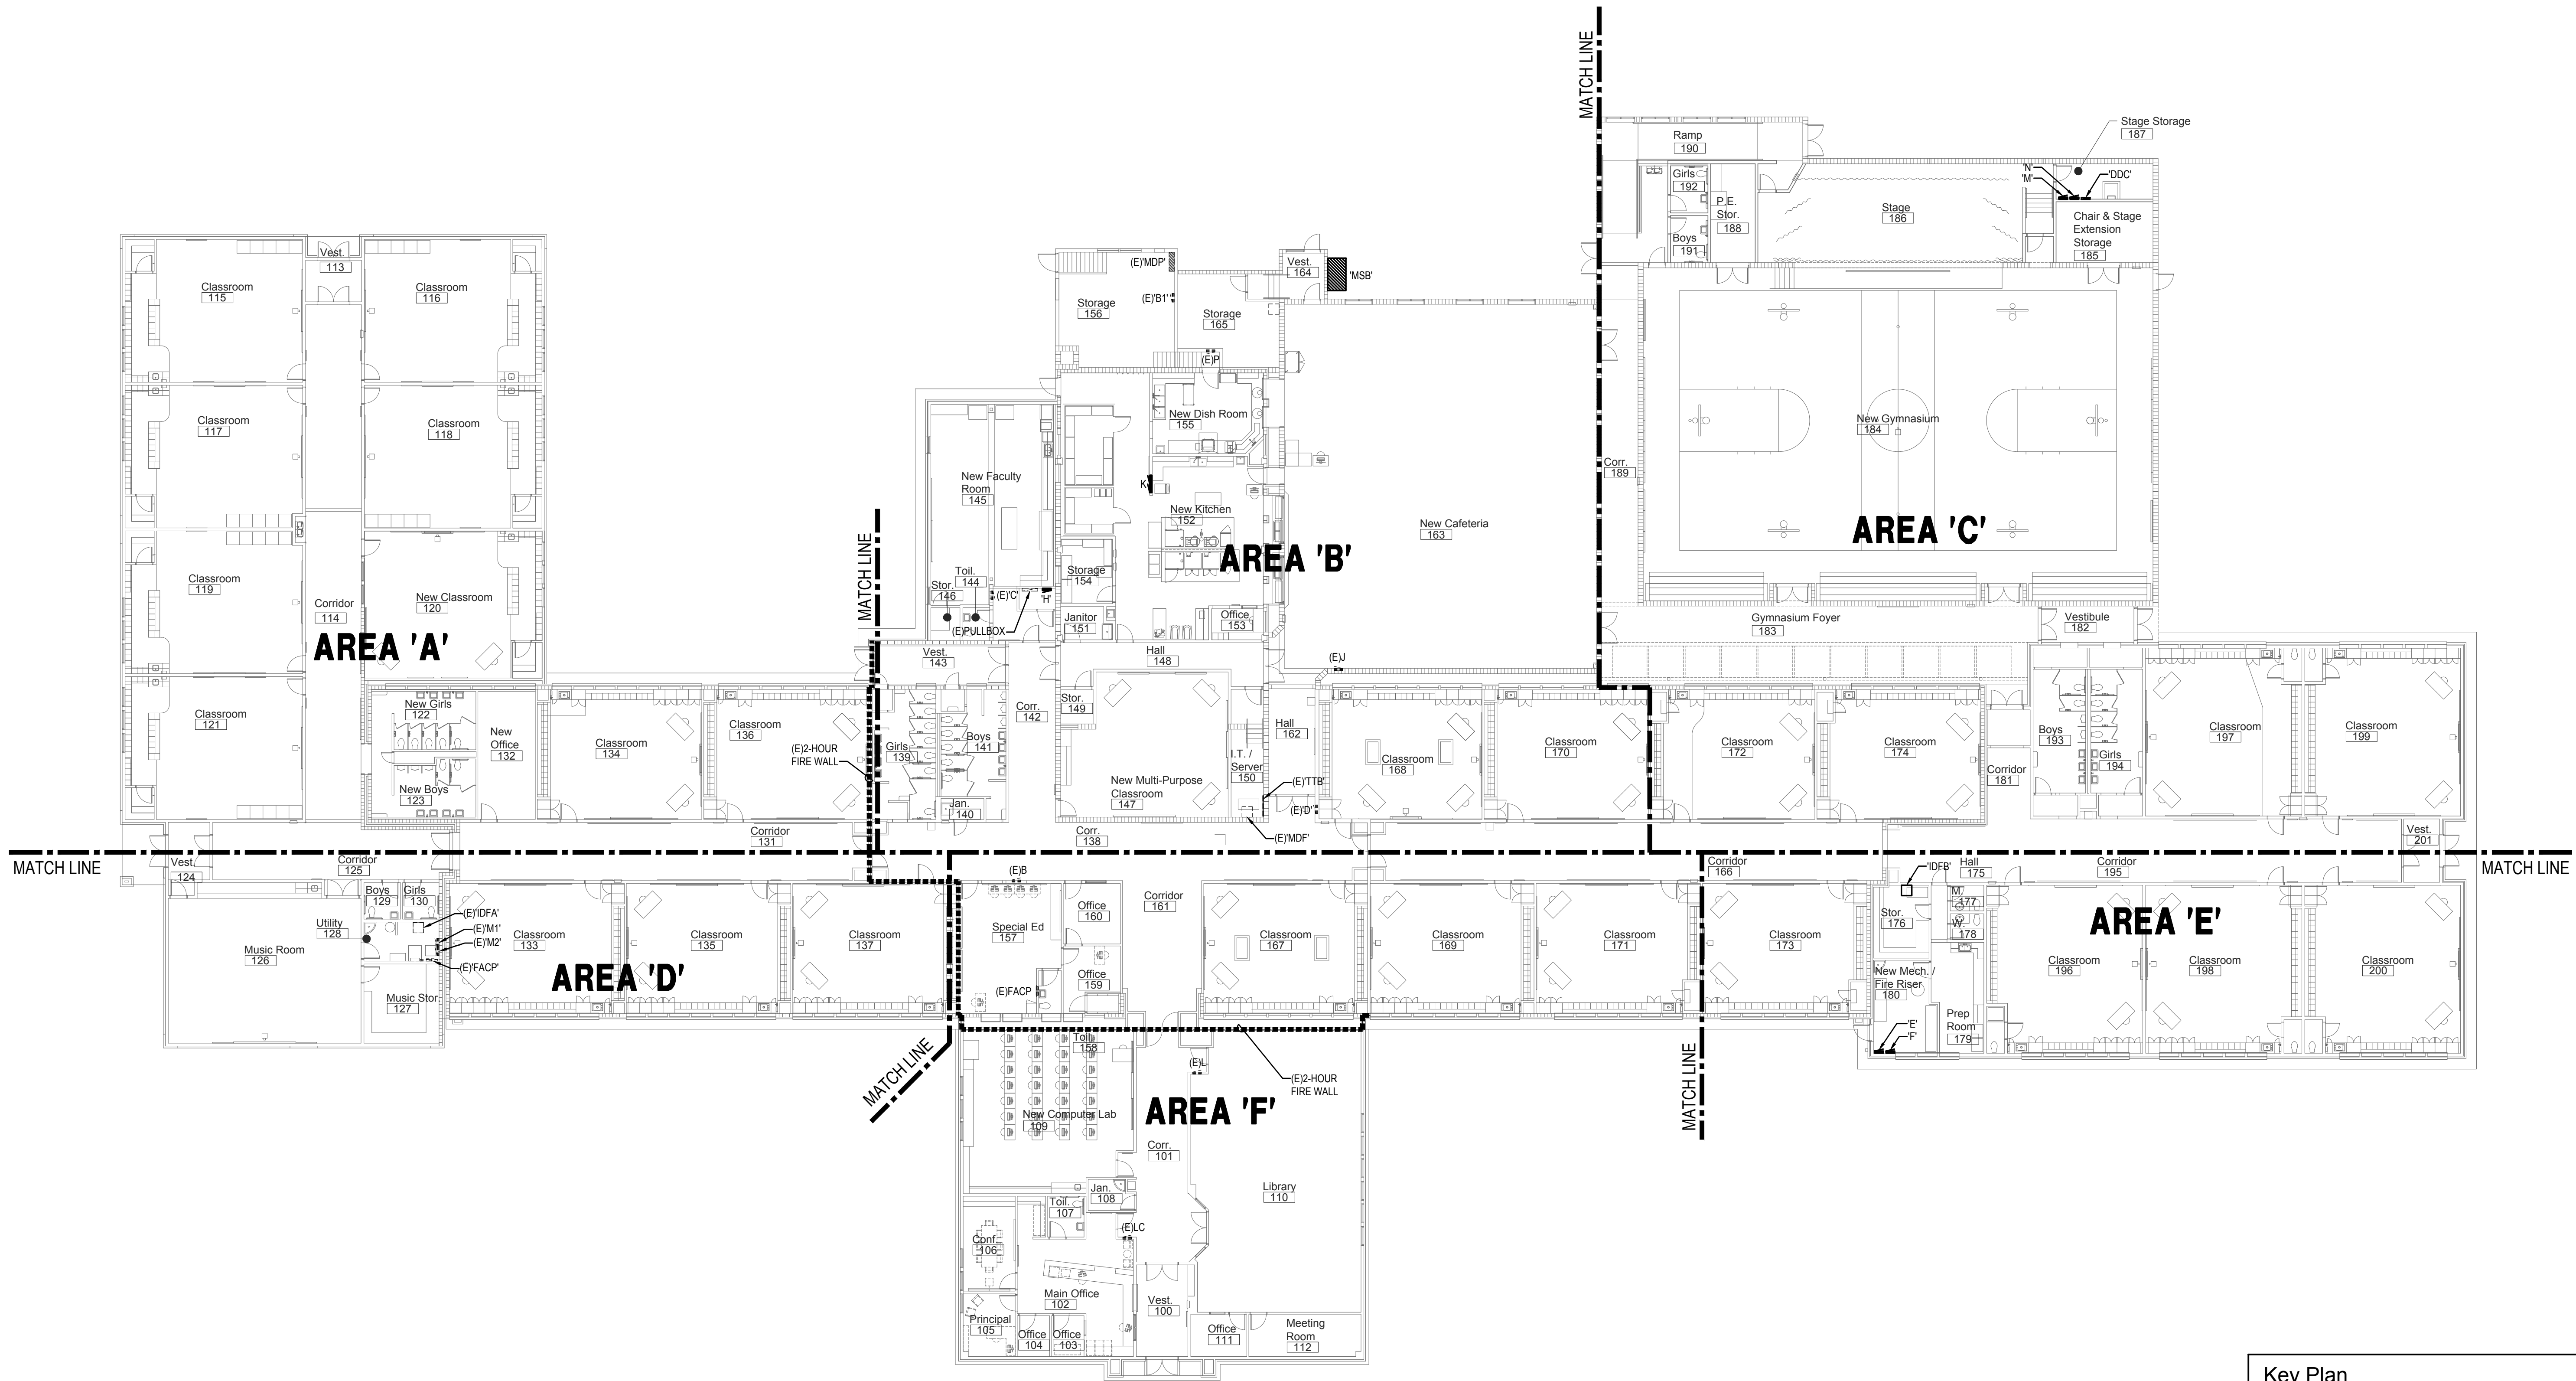 MATCH LINE
Ramp
190
Stage Storage
187
Girls
192
'N'
'M'
'DDC'
P.E.
Stor.
188
Stage
186
Chair & Stage
Extension
Storage
185
Boys
191
Vest.
113
(E)'MDP'
Vest.
164
'MSB'
Classroom
115
Classroom
116
(E)'B1'
Storage
156
Storage
165
(E)P
Classroom
117
Classroom
118
New Dish Room
155
New Gymnasium
184
Corr.
189
New Faculty
Room
145
K
New Kitchen
152
New Cafeteria
163
AREA 'C'
AREA 'B'
MATCH LINE
Classroom
119
New Classroom
120
Corridor
114
Toil.
144
Stor.
146
Storage
154
(E)'C'
'H'
(E)PULLBOX
Janitor
151
Office
153
Gymnasium Foyer
183
Vestibule
182
AREA 'A'
Vest.
143
Hall
148
(E)J
Classroom
121
New Girls
122
New
Office
132
Classroom
134
Classroom
136
(E)2-HOUR
FIRE WALL
Girls
139
Boys
141
Corr.
142
Stor.
149
Hall
162
I.T. /
Server
150
Classroom
168
Classroom
170
Classroom
172
Classroom
174
Boys
193
Girls
194
Classroom
197
Classroom
199
New Boys
123
Jan.
140
New Multi-Purpose
Classroom
147
(E)'TTB'
(E)'D'
(E)'MDF'
Corridor
181
Corridor
131
Corr.
138
Vest.
201
MATCH LINE
Vest.
124
Corridor
125
Corridor
166
'IDFB'
Hall
175
Corridor
195
MATCH LINE
Boys
129
Girls
130
(E)B
Office
160
Corridor
161
M.
177
Stor.
176
W.
178
AREA 'E'
Utility
128
(E)'IDFA'
(E)'M1'
(E)'M2'
(E)'FACP'
Music Room
126
Classroom
133
Classroom
135
Classroom
137
Special Ed
157
Classroom
167
Classroom
169
Classroom
171
Classroom
173
Classroom
196
Classroom
198
Classroom
200
AREA 'D'
Music Stor.
127
(E)FACP
Office
159
New Mech. /
Fire Riser
180
Prep
Room
179
'E'
'F'
Toil.
158
MATCH LINE
(E)L
(E)2-HOUR
FIRE WALL
MATCH LINE
New Computer Lab
109
AREA 'F'
Corr.
101
Jan.
108
Library
110
Toil.
107
(E)LC
Conf.
106
Main Office
102
Vest.
100
Principal
105
Office
104
Office
103
Office
111
Meeting
Room
112
Key Plan